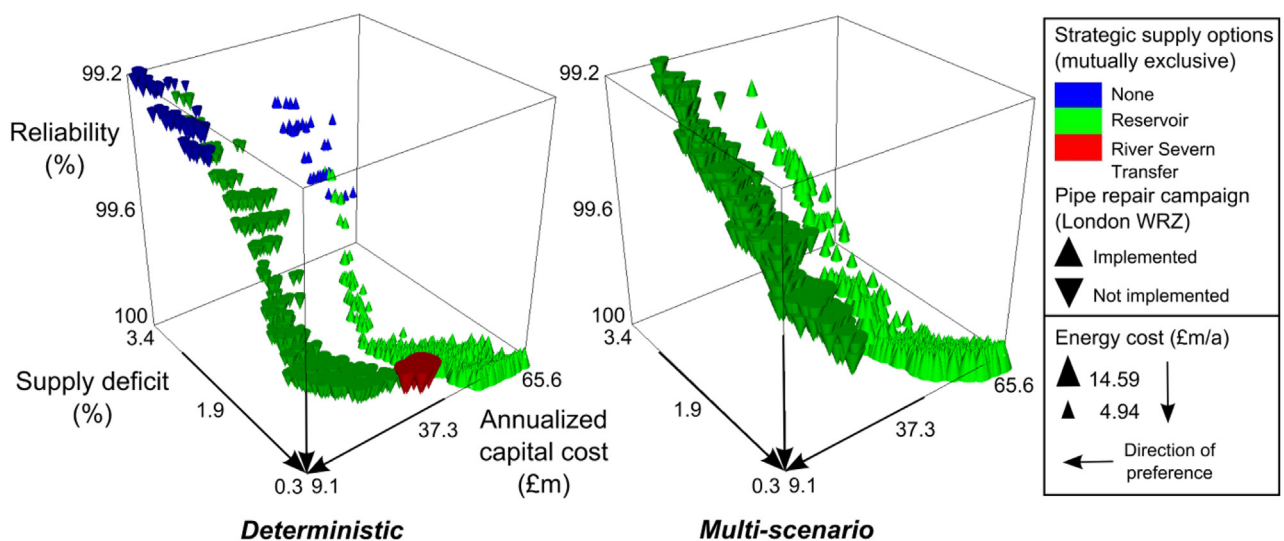 99.2
Reliability
(%)
99.6
100
3.4
Supply deficit
(%)
1.9
0.3
9.1
37.3
65.6
Annualized
capital cost
(£m)
Deterministic
99.2
99.6
100
3.4
1.9
0.3
9.1
37.3
65.6
Multi-scenario
Strategic supply options
(mutually exclusive)
None
Reservoir
River Severn
Transfer
Pipe repair campaign
(London WRZ)
Implemented
Not implemented
Energy cost (£m/a)
14.59
4.94
Direction of
preference